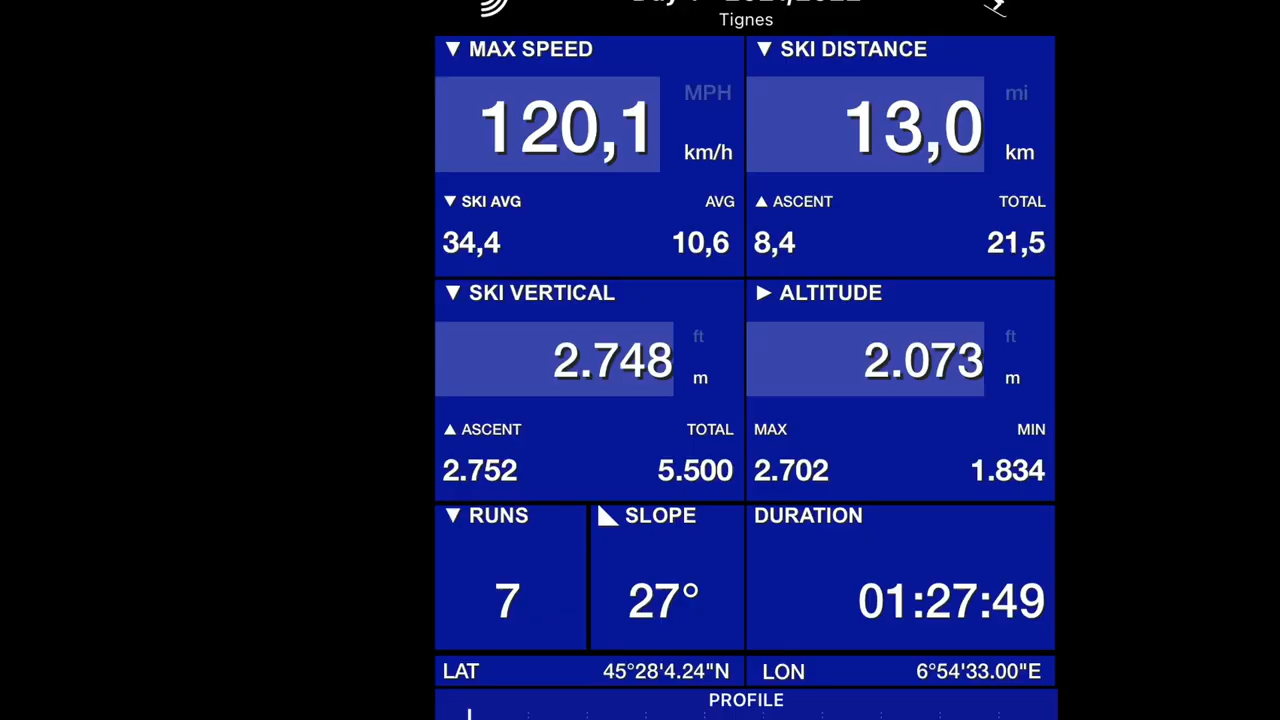 Tignes
▼ MAX SPEED
120,1 MPH km/h
▼ SKI AVG AVG
34,4 10,6
▼ SKI DISTANCE
13,0 mi km
▲ ASCENT TOTAL
8,4 21,5
▼ SKI VERTICAL
2.748 ft m
▲ ASCENT TOTAL
2.752 5.500
► ALTITUDE
2.073 ft m
MAX MIN
2.702 1.834
▼ RUNS
7
◣ SLOPE
27°
DURATION
01:27:49
LAT 45°28'4.24"N
LON 6°54'33.00"E
PROFILE